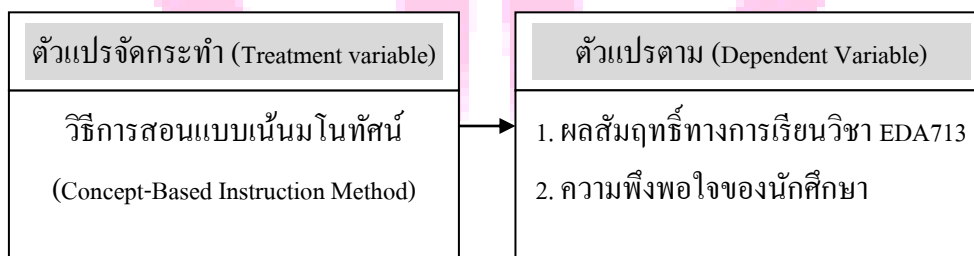 ตัวแปรจัดกระทำ (Treatment variable)
วิธีการสอนแบบเน้นมโนทัศน์
(Concept-Based Instruction Method)
ตัวแปรตาม (Dependent Variable)
1. ผลสัมฤทธิ์ทางการเรียนวิชา EDA713
2. ความพึงพอใจของนักศึกษา